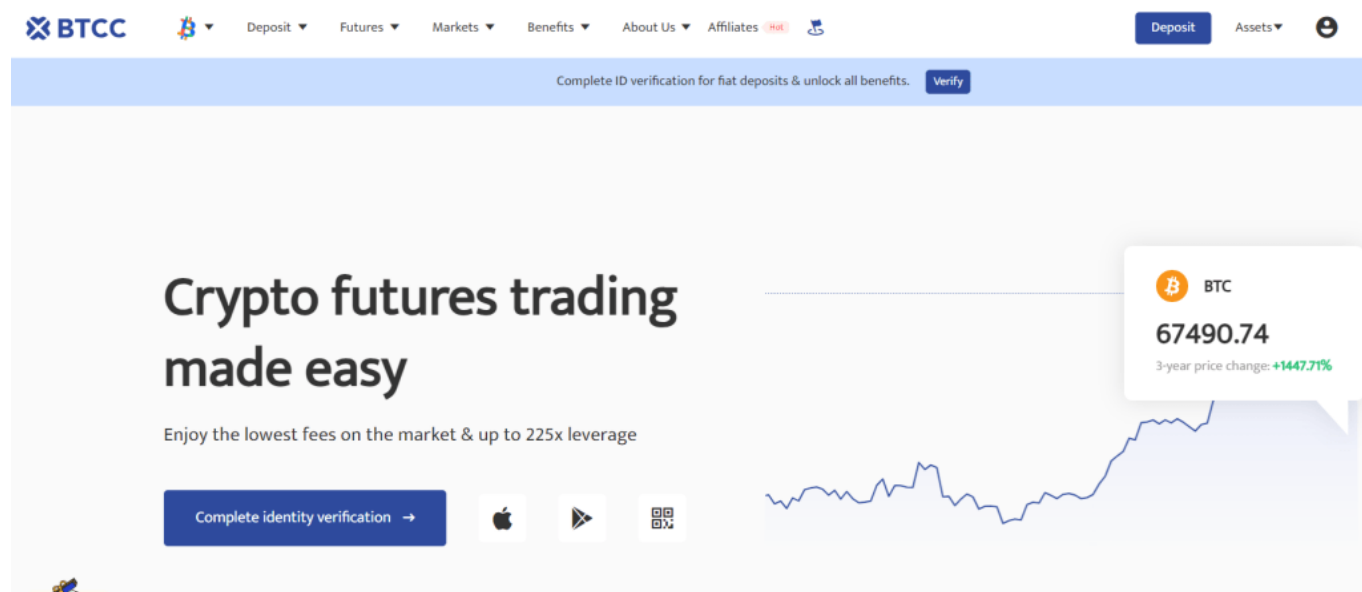 BTCC
Deposit
Futures
Markets
Benefits
About Us
Affiliates
Hot
Deposit
Assets
Complete ID verification for fiat deposits & unlock all benefits.
Verify
Crypto futures trading
made easy
Enjoy the lowest fees on the market & up to 225x leverage
Complete identity verification →
BTC
67490.74
3-year price change: +1447.71%